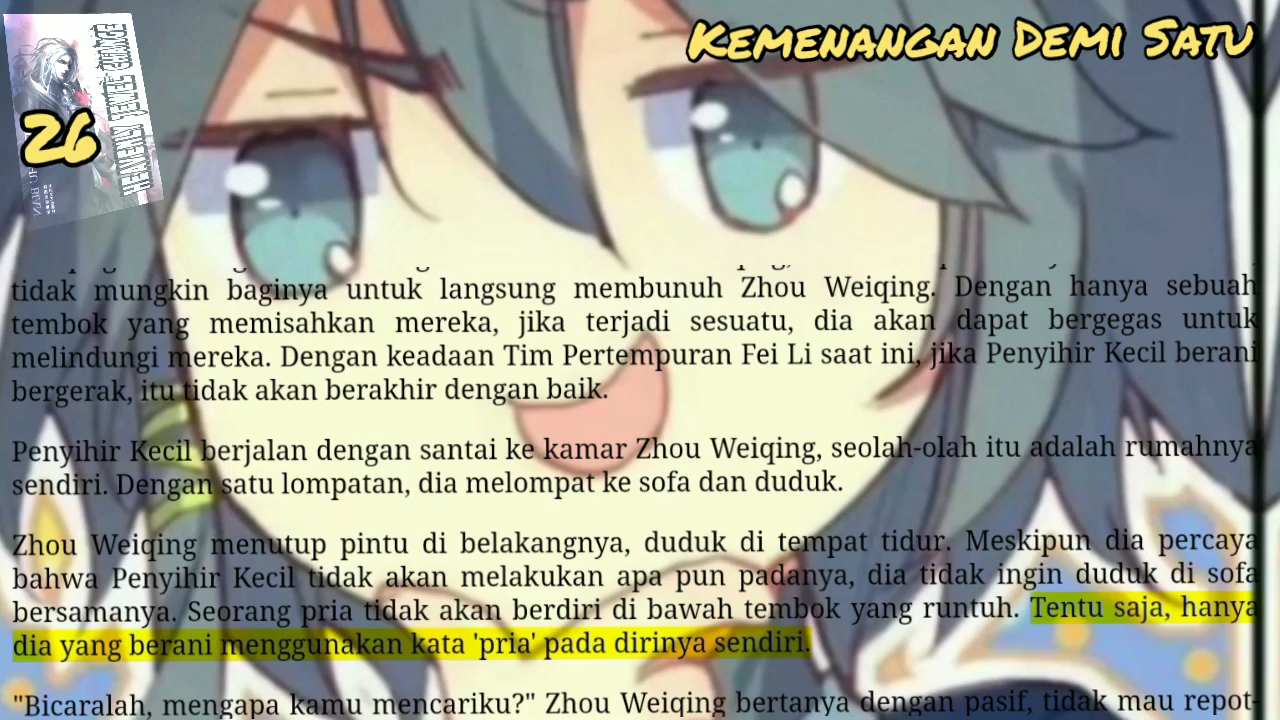 Kemenangan Demi Satu
HEAVENLY JEWEL CHANGE
26
tidak mungkin baginya untuk langsung membunuh Zhou Weiqing. Dengan hanya sebuah
tembok yang memisahkan mereka, jika terjadi sesuatu, dia akan dapat bergegas untuk
melindungi mereka. Dengan keadaan Tim Pertempuran Fei Li saat ini, jika Penyihir Kecil berani
bergerak, itu tidak akan berakhir dengan baik.
Penyihir Kecil berjalan dengan santai ke kamar Zhou Weiqing, seolah-olah itu adalah rumahnya
sendiri. Dengan satu lompatan, dia melompat ke sofa dan duduk.
Zhou Weiqing menutup pintu di belakangnya, duduk di tempat tidur. Meskipun dia percaya
bahwa Penyihir Kecil tidak akan melakukan apa pun padanya, dia tidak ingin duduk di sofa
bersamanya. Seorang pria tidak akan berdiri di bawah tembok yang runtuh. Tentu saja, hanya
dia yang berani menggunakan kata 'pria' pada dirinya sendiri.
"Bicaralah, mengapa kamu mencariku?" Zhou Weiqing bertanya dengan pasif, tidak mau repot-